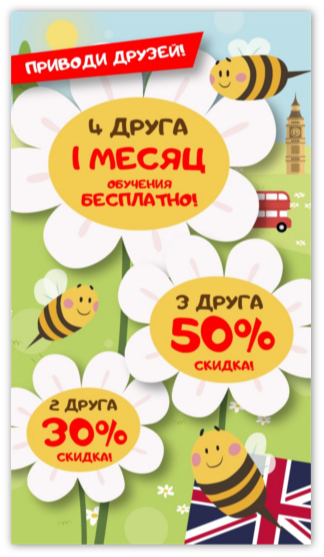 ПРИВОДИ ДРУЗЕЙ!
4 ДРУГА
1 МЕСЯЦ
ОБУЧЕНИЯ
БЕСПЛАТНО!
3 ДРУГА
50%
СКИДКА!
2 ДРУГА
30%
СКИДКА!